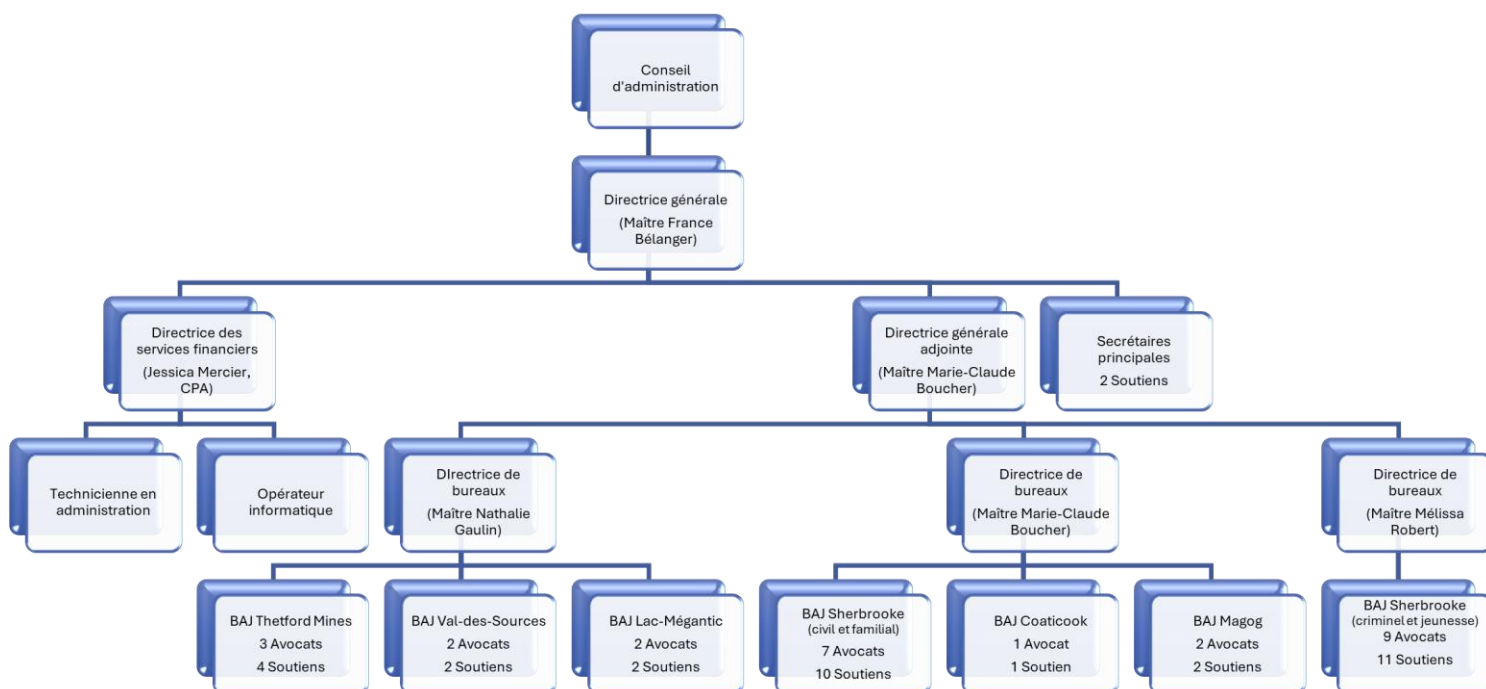 Conseil
d'administration
Directrice générale
(Maître France
Bélanger)
Directrice des
services financiers
(Jessica Mercier,
CPA)
Directrice générale
adjointe
(Maître Marie-Claude
Boucher)
Secrétaires
principales
2 Soutiens
Technicienne en
administration
Opérateur
informatique
DIrectrice de
bureaux
(Maître Nathalie
Gaulin)
Directrice de
bureaux
(Maître Marie-Claude
Boucher)
Directrice de
bureaux
(Maître Mélissa
Robert)
BAJ Thetford Mines
3 Avocats
4 Soutiens
BAJ Val-des-Sources
2 Avocats
2 Soutiens
BAJ Lac-Mégantic
2 Avocats
2 Soutiens
BAJ Sherbrooke
(civil et familial)
7 Avocats
10 Soutiens
BAJ Coaticook
1 Avocat
1 Soutien
BAJ Magog
2 Avocats
2 Soutiens
BAJ Sherbrooke
(criminel et jeunesse)
9 Avocats
11 Soutiens